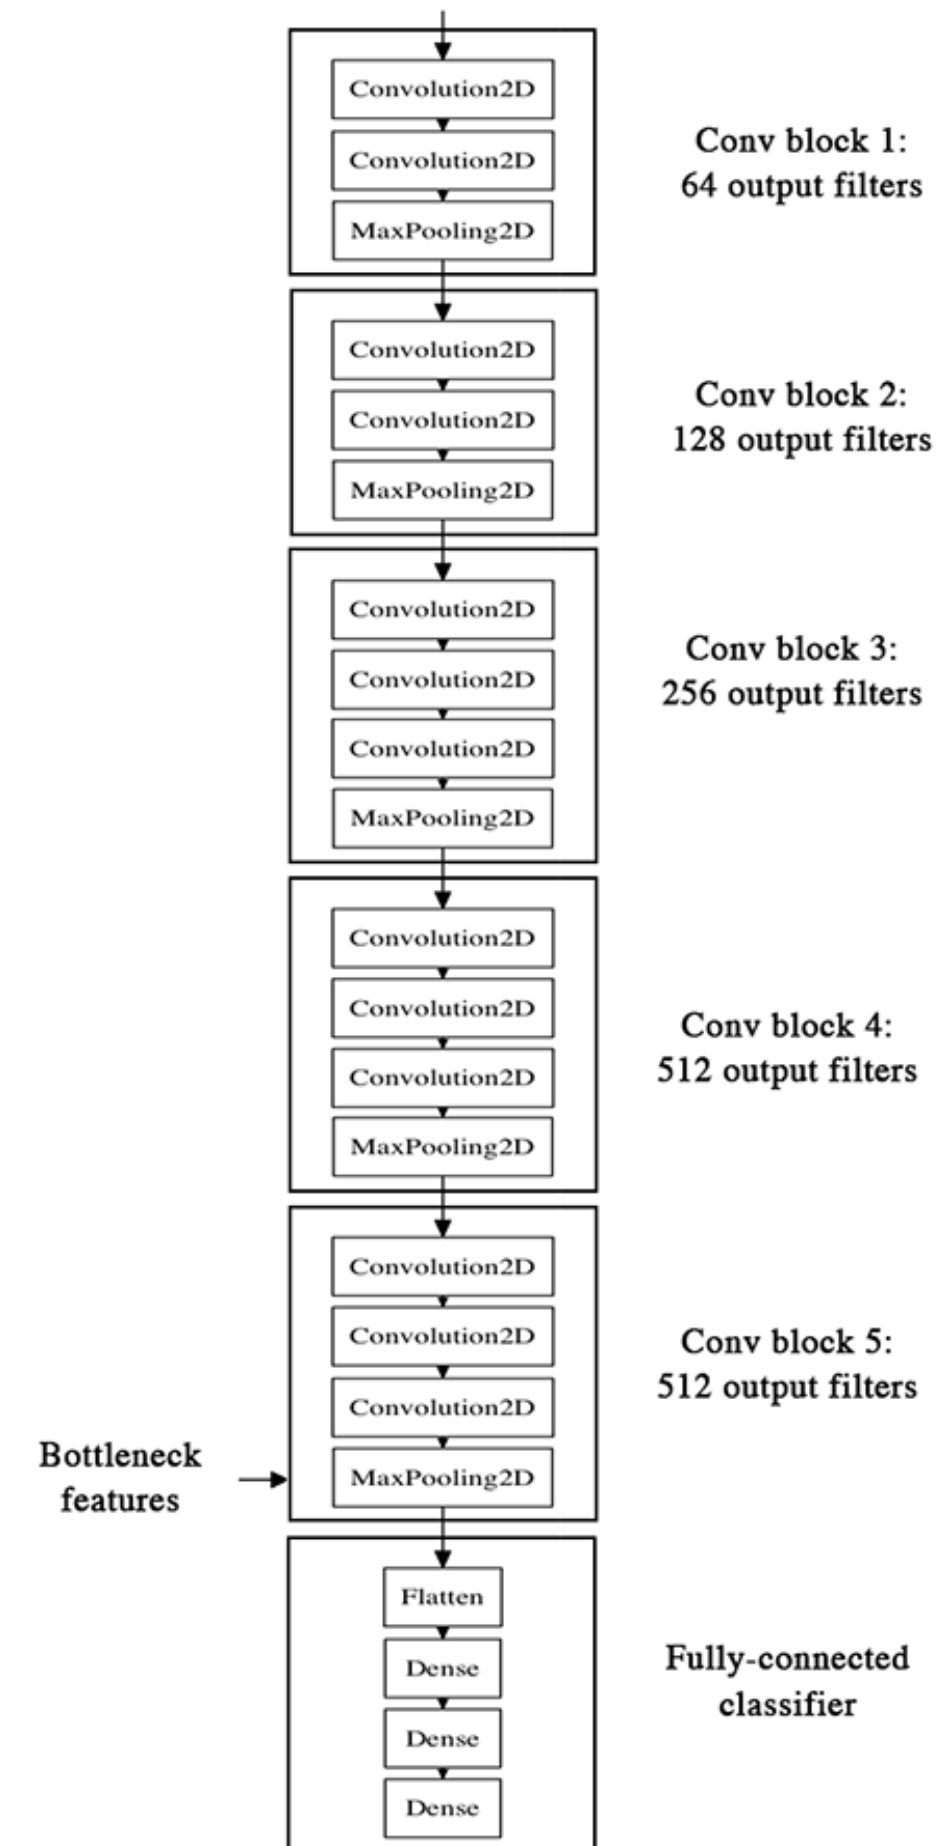 Convolution2D
Convolution2D
MaxPooling2D
Conv block 1:
64 output filters
Convolution2D
Convolution2D
MaxPooling2D
Conv block 2:
128 output filters
Convolution2D
Convolution2D
Convolution2D
MaxPooling2D
Conv block 3:
256 output filters
Convolution2D
Convolution2D
Convolution2D
MaxPooling2D
Conv block 4:
512 output filters
Convolution2D
Convolution2D
Convolution2D
MaxPooling2D
Conv block 5:
512 output filters
Bottleneck
features
Flatten
Dense
Dense
Dense
Fully-connected
classifier